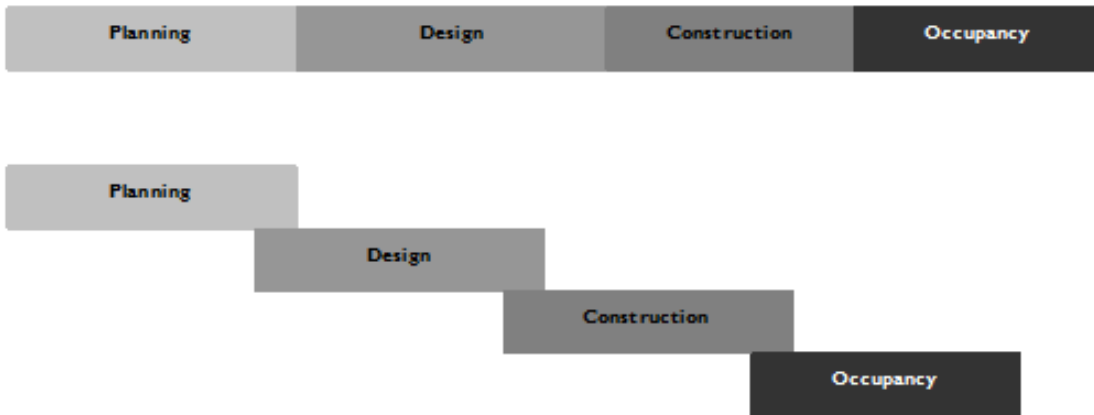 Planning Design Construction Occupancy
Planning
Design
Construction
Occupancy